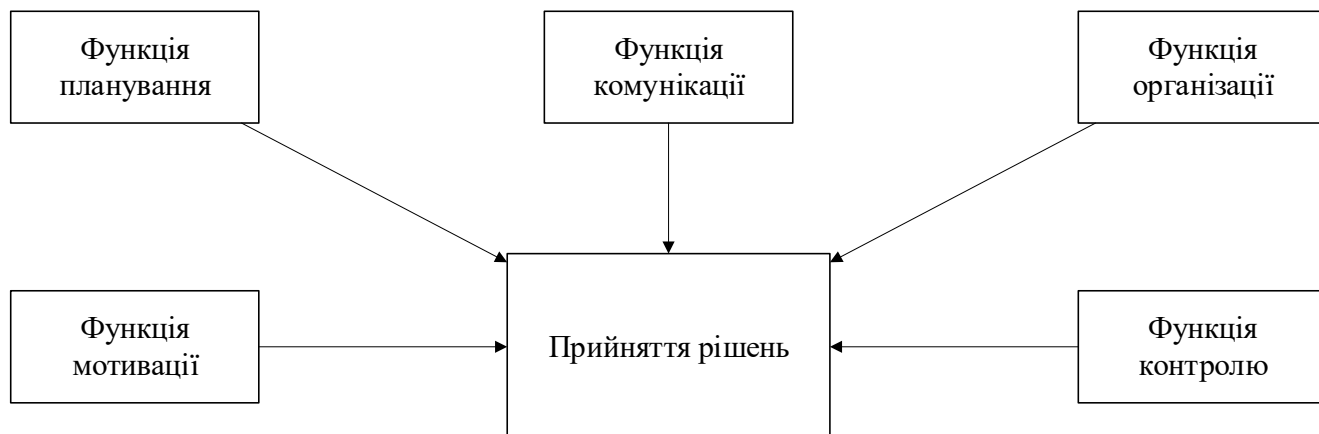 Функція
планування
Функція
комунікації
Функція
організації
Функція
мотивації
Прийняття рішень
Функція
контролю